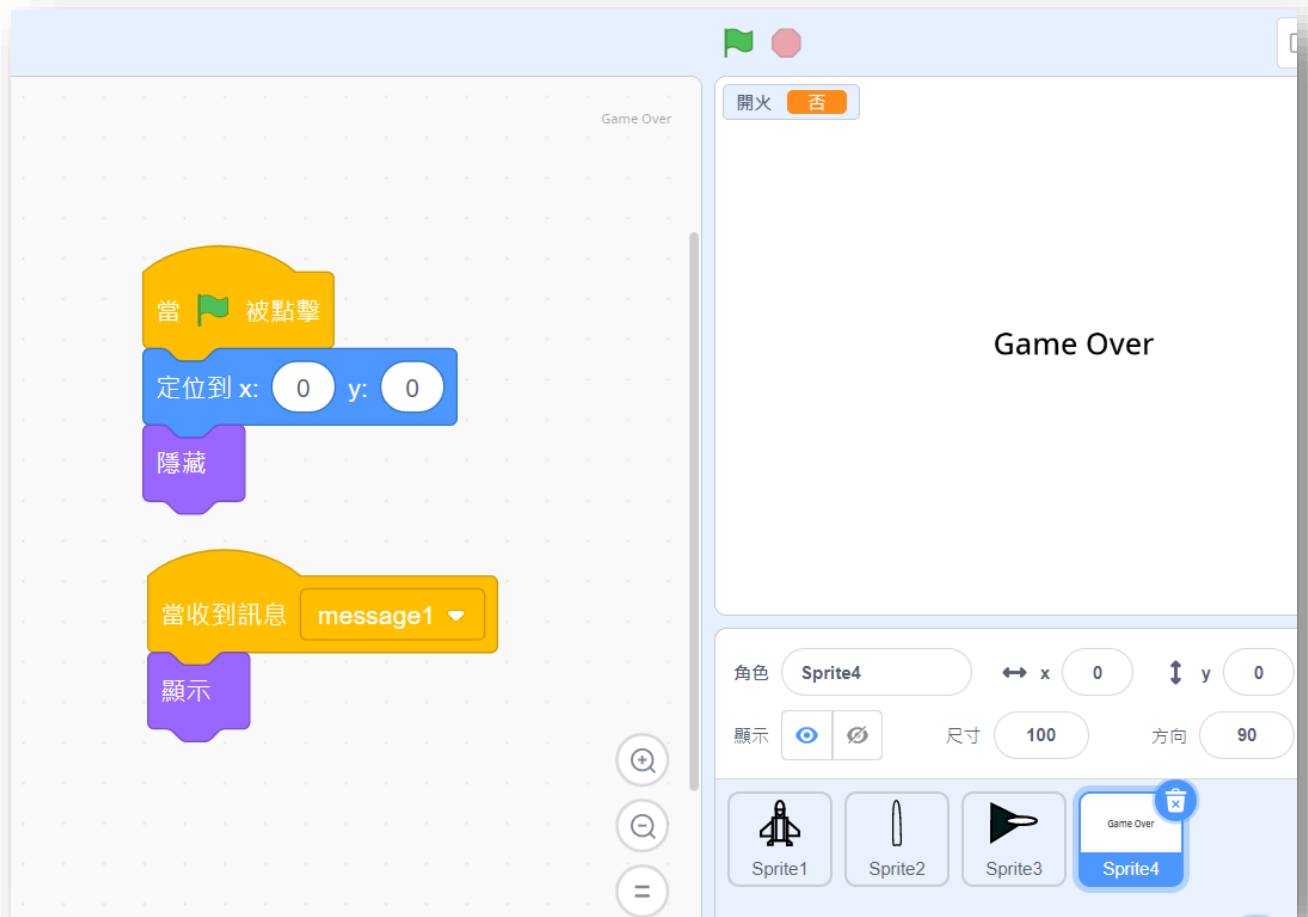 Game Over
當 被點擊
定位到 x: 0 y: 0
隱藏
當收到訊息 message1
顯示
開火 否
Game Over
角色 Sprite4 x 0 y 0
顯示 尺寸 100 方向 90
Game Over
Sprite1 Sprite2 Sprite3 Sprite4